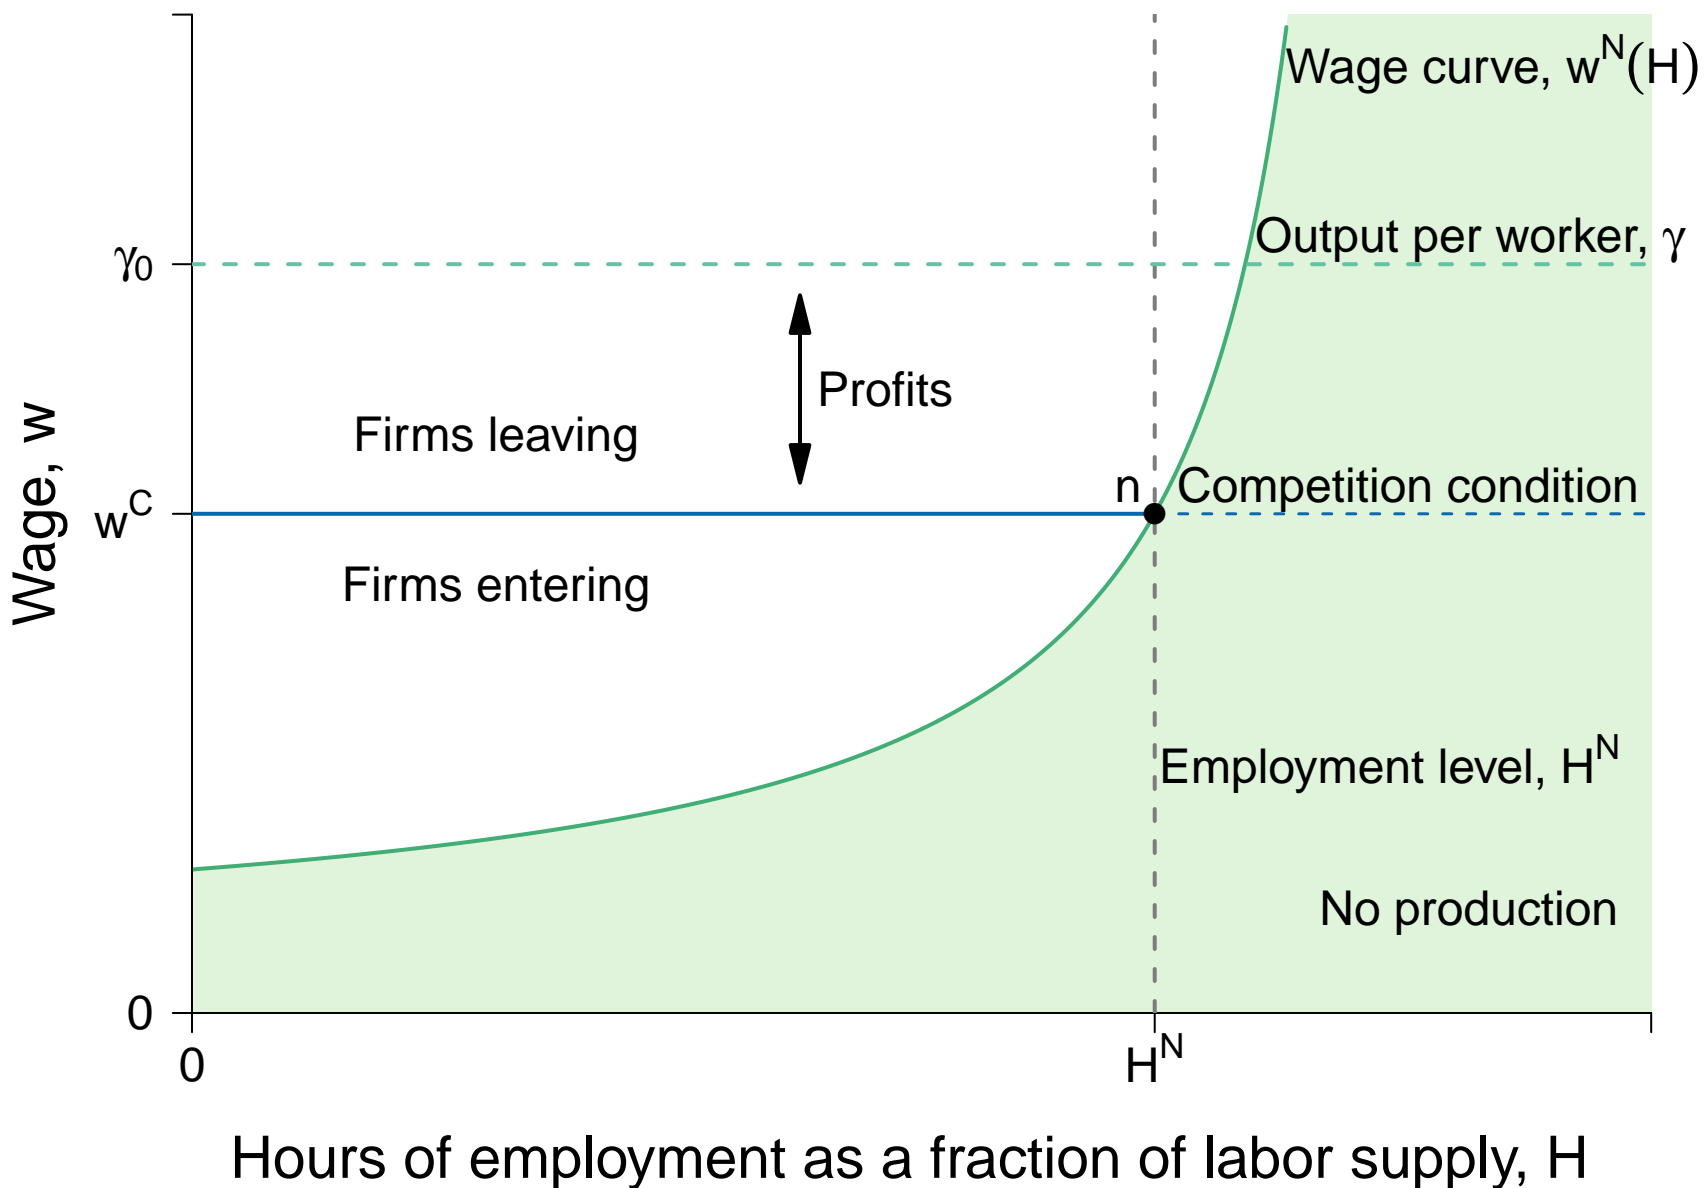 Wage curve, w^N(H)
Output per worker, γ
γ₀
Profits
Firms leaving
n
Competition condition
w^C
Firms entering
Wage, w
Employment level, H^N
No production
0
0
H^N
Hours of employment as a fraction of labor supply, H